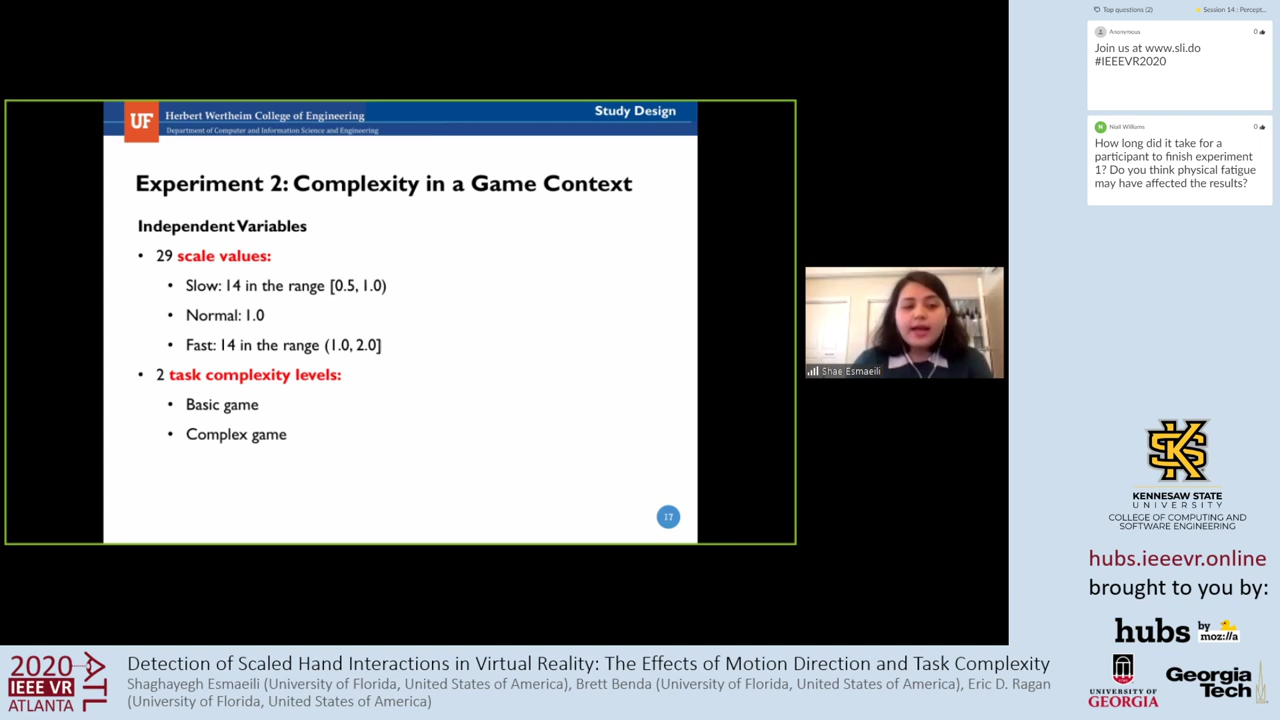 UF
Herbert Wertheim College of Engineering
Department of Computer and Information Science and Engineering
Study Design
Experiment 2: Complexity in a Game Context
Independent Variables
• 29 scale values:
• Slow: 14 in the range [0.5, 1.0)
• Normal: 1.0
• Fast: 14 in the range (1.0, 2.0]
• 2 task complexity levels:
• Basic game
• Complex game
17
Shae Esmaeili
Top questions (2)
Session 14 : Percept...
Anonymous
0
Join us at www.sli.do
#IEEEVR2020
N
Niall Williams
0
How long did it take for a
participant to finish experiment
1? Do you think physical fatigue
may have affected the results?
KS
KENNESAW STATE
UNIVERSITY
COLLEGE OF COMPUTING AND
SOFTWARE ENGINEERING
hubs.ieeevr.online
brought to you by:
hubs by
moz://a
UNIVERSITY OF
GEORGIA
Georgia
Tech
2020
IEEE VR
ATLANTA
ATL
Detection of Scaled Hand Interactions in Virtual Reality: The Effects of Motion Direction and Task Complexity
Shaghayegh Esmaeili (University of Florida, United States of America), Brett Benda (University of Florida, United States of America), Eric D. Ragan
(University of Florida, United States of America)